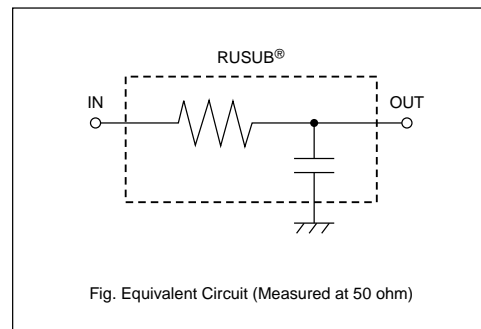 RUSUB®
IN
OUT
Fig. Equivalent Circuit (Measured at 50 ohm)